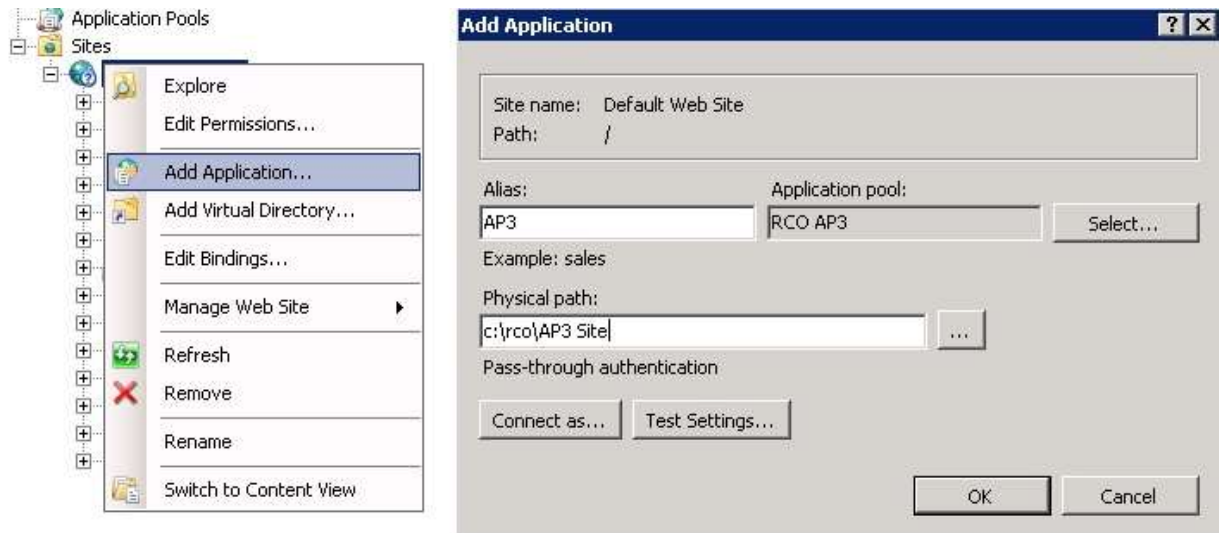 Application Pools
Sites
Explore
Edit Permissions...
Add Application...
Add Virtual Directory...
Edit Bindings...
Manage Web Site
Refresh
Remove
Rename
Switch to Content View
Add Application
Site name: Default Web Site
Path: /
Alias: Application pool:
AP3 RCO AP3 Select...
Example: sales
Physical path:
c:\rco\AP3 Site ...
Pass-through authentication
Connect as... Test Settings...
OK Cancel